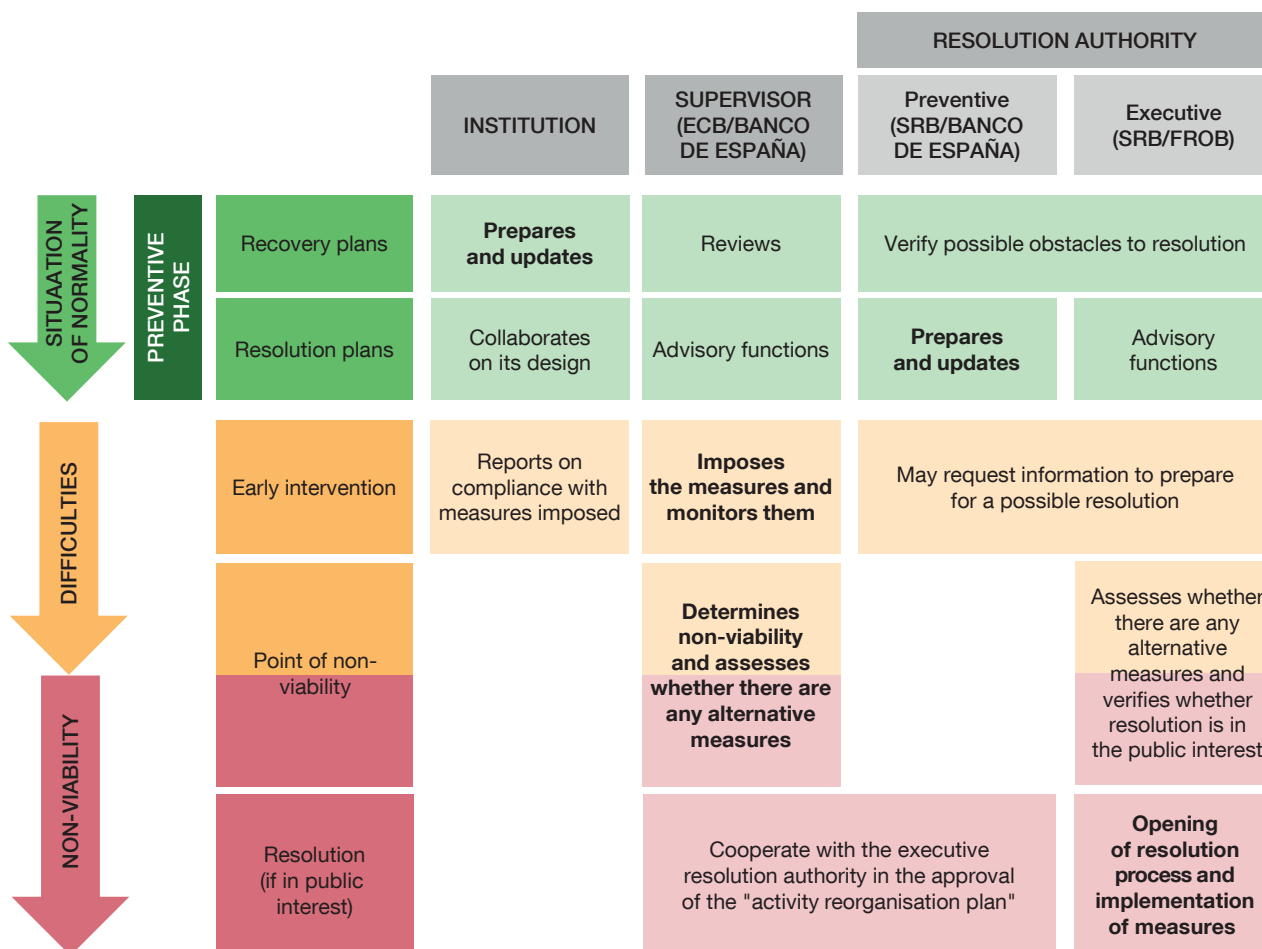 RESOLUTION AUTHORITY
INSTITUTION
SUPERVISOR
(ECB/BANCO
DE ESPAÑA)
Preventive
(SRB/BANCO
DE ESPAÑA)
Executive
(SRB/FROB)
SITUAATION
OF NORMALITY
PREVENTIVE
PHASE
Recovery plans
Prepares
and updates
Reviews
Verify possible obstacles to resolution
Resolution plans
Collaborates
on its design
Advisory functions
Prepares
and updates
Advisory
functions
DIFFICULTIES
Early intervention
Reports on
compliance with
measures imposed
Imposes
the measures and
monitors them
May request information to prepare
for a possible resolution
Point of non-
viability
Determines
non-viability
and assesses
whether there are
any alternative
measures
Assesses whether
there are any
alternative
measures and
verifies whether
resolution is in
the public interest
NON-VIABILITY
Resolution
(if in public
interest)
Cooperate with the executive
resolution authority in the approval
of the "activity reorganisation plan"
Opening
of resolution
process and
implementation
of measures